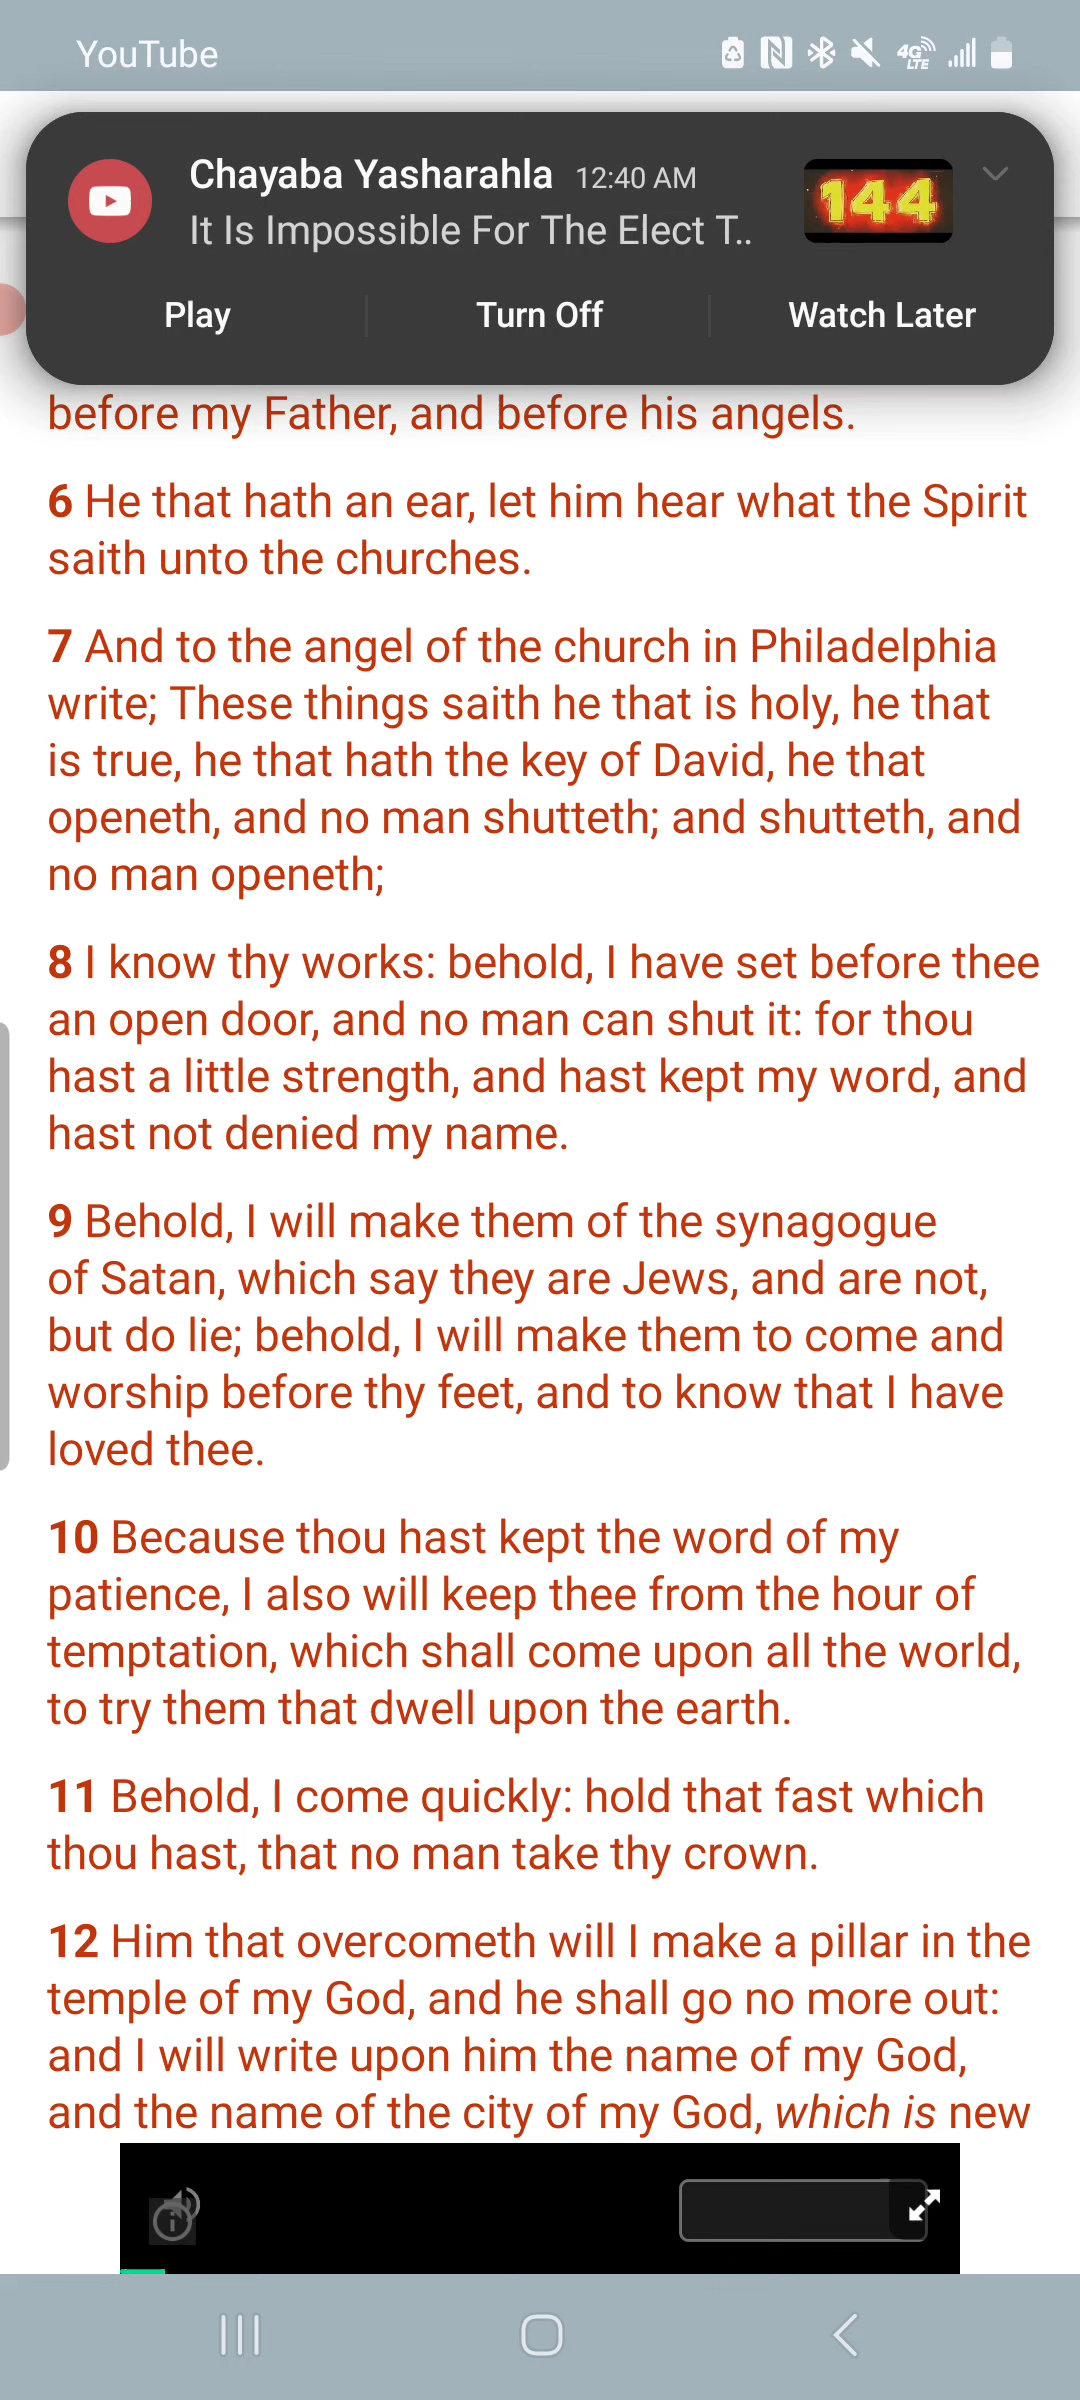 YouTube
4G
LTE
Chayaba Yasharahla 12:40 AM
It Is Impossible For The Elect T..
144
Play Turn Off Watch Later
before my Father, and before his angels.
6 He that hath an ear, let him hear what the Spirit
saith unto the churches.
7 And to the angel of the church in Philadelphia
write; These things saith he that is holy, he that
is true, he that hath the key of David, he that
openeth, and no man shutteth; and shutteth, and
no man openeth;
8 I know thy works: behold, I have set before thee
an open door, and no man can shut it: for thou
hast a little strength, and hast kept my word, and
hast not denied my name.
9 Behold, I will make them of the synagogue
of Satan, which say they are Jews, and are not,
but do lie; behold, I will make them to come and
worship before thy feet, and to know that I have
loved thee.
10 Because thou hast kept the word of my
patience, I also will keep thee from the hour of
temptation, which shall come upon all the world,
to try them that dwell upon the earth.
11 Behold, I come quickly: hold that fast which
thou hast, that no man take thy crown.
12 Him that overcometh will I make a pillar in the
temple of my God, and he shall go no more out:
and I will write upon him the name of my God,
and the name of the city of my God, which is new